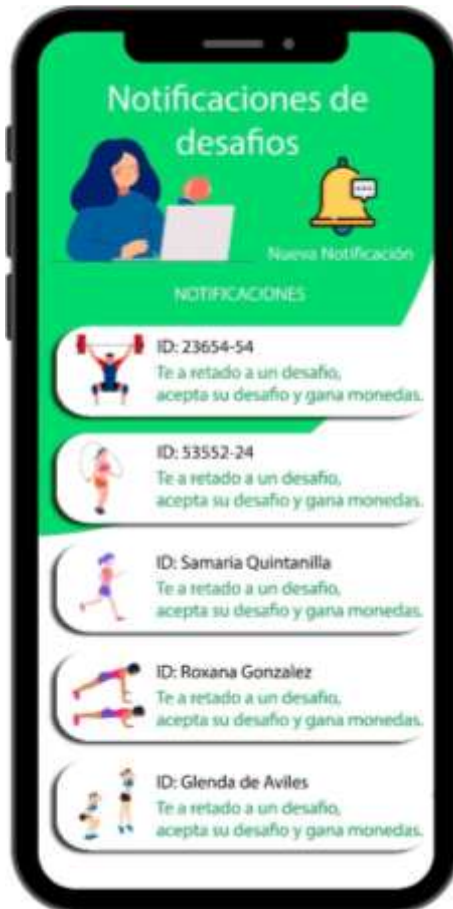 Notificaciones de
desafios
Nueva Notificación
NOTIFICACIONES
ID: 23654-54
Te a retado a un desafio,
acepta su desafio y gana monedas.
ID: 53552-24
Te a retado a un desafio,
acepta su desafio y gana monedas.
ID: Samaria Quintanilla
Te a retado a un desafio,
acepta su desafio y gana monedas.
ID: Roxana Gonzalez
Te a retado a un desafio,
acepta su desafio y gana monedas.
ID: Glenda de Aviles
Te a retado a un desafio,
acepta su desafio y gana monedas.